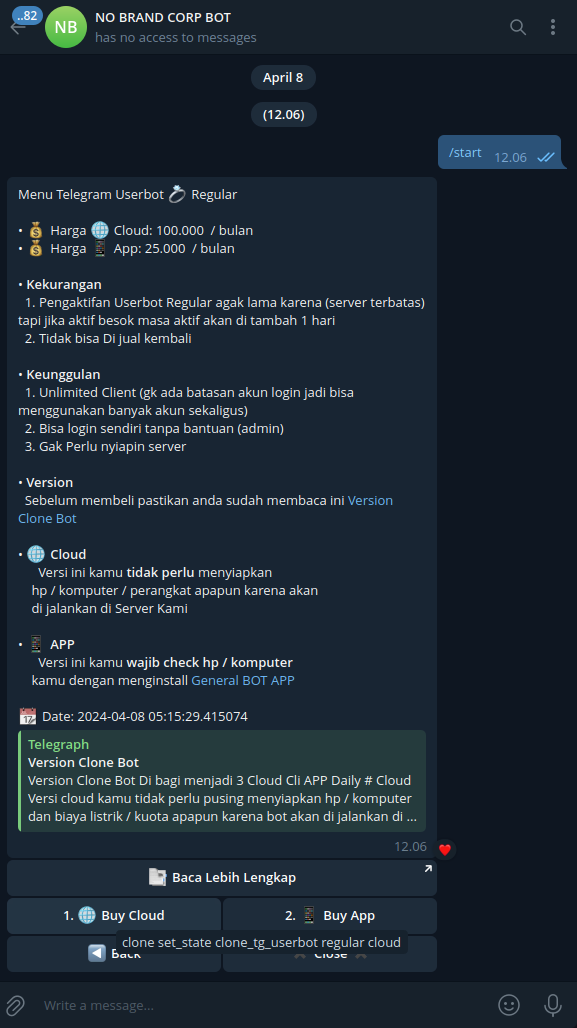 ..82
NB
NO BRAND CORP BOT
has no access to messages
April 8
(12.06)
/start 12.06
Menu Telegram Userbot 💍 Regular
• 💰 Harga 🌐 Cloud: 100.000 / bulan
• 💰 Harga 📱 App: 25.000 / bulan
• Kekurangan
1. Pengaktifan Userbot Regular agak lama karena (server terbatas)
tapi jika aktif besok masa aktif akan di tambah 1 hari
2. Tidak bisa Di jual kembali
• Keunggulan
1. Unlimited Client (gk ada batasan akun login jadi bisa
menggunakan banyak akun sekaligus)
2. Bisa login sendiri tanpa bantuan (admin)
3. Gak Perlu nyiapin server
• Version
Sebelum membeli pastikan anda sudah membaca ini Version
Clone Bot
• 🌐 Cloud
Versi ini kamu tidak perlu menyiapkan
hp / komputer / perangkat apapun karena akan
di jalankan di Server Kami
• 📱 APP
Versi ini kamu wajib check hp / komputer
kamu dengan menginstall General BOT APP
📆 Date: 2024-04-08 05:15:29.415074
Telegraph
Version Clone Bot
Version Clone Bot Di bagi menjadi 3 Cloud Cli APP Daily # Cloud
Versi cloud kamu tidak perlu pusing menyiapkan hp / komputer
dan biaya listrik / kuota apapun karena bot akan di jalankan di ...
12.06
Baca Lebih Lengkap
1. 🌐 Buy Cloud
2. 📱 Buy App
clone set_state clone_tg_userbot regular cloud
◀️ Back
Close
Write a message...